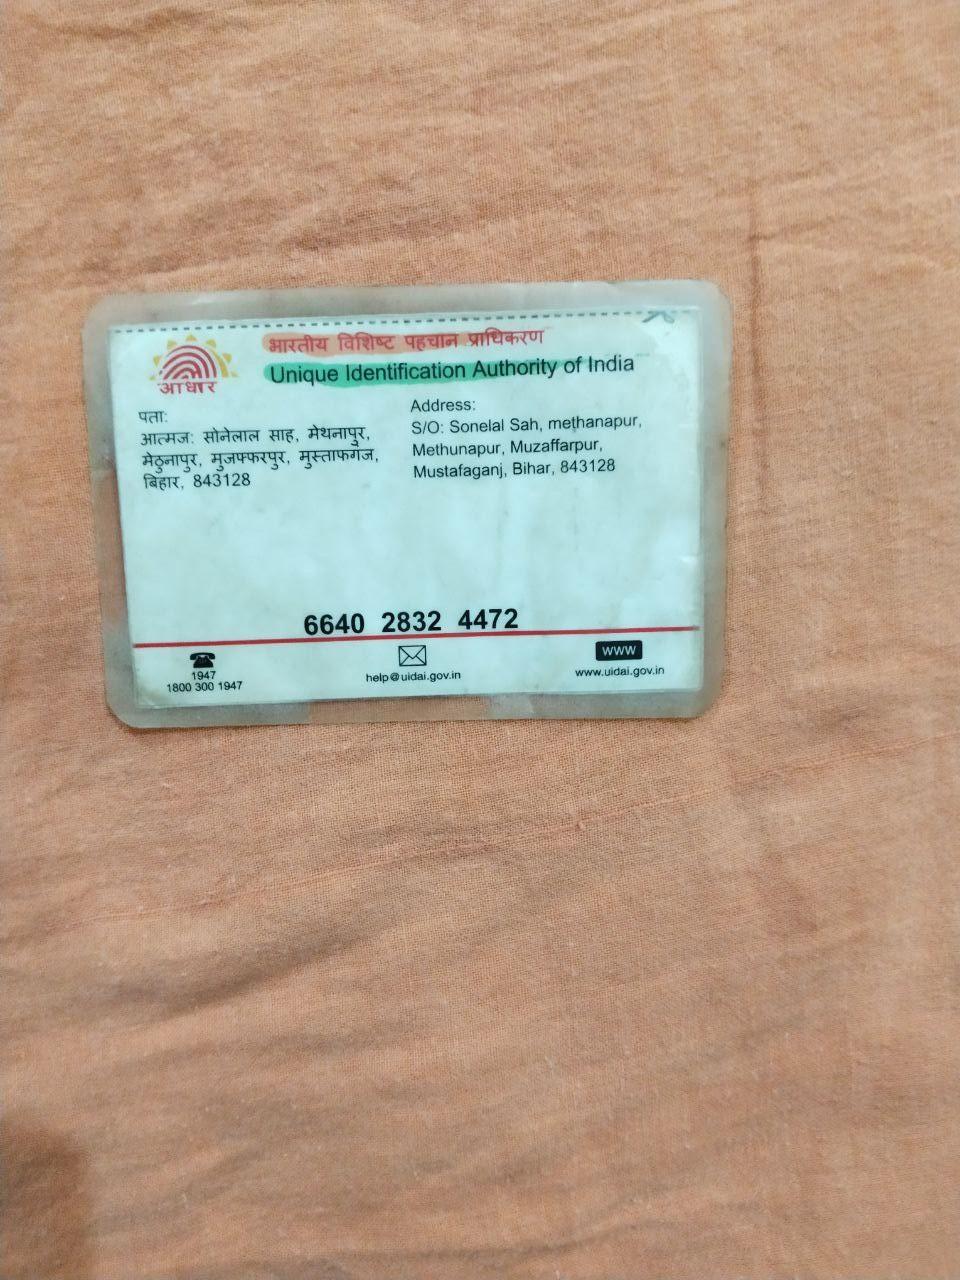 भारतीय विशिष्ट पहचान प्राधिकरण
Unique Identification Authority of India
आधार
पता:
आत्मज: सोनेलाल साह, मेथनापुर,
मेठुनापुर, मुजफ्फरपुर, मुस्ताफगंज,
बिहार, 843128
Address:
S/O: Sonelal Sah, methanapur,
Methunapur, Muzaffarpur,
Mustafaganj, Bihar, 843128
6640 2832 4472
1947
1800 300 1947
help@uidai.gov.in
www
www.uidai.gov.in